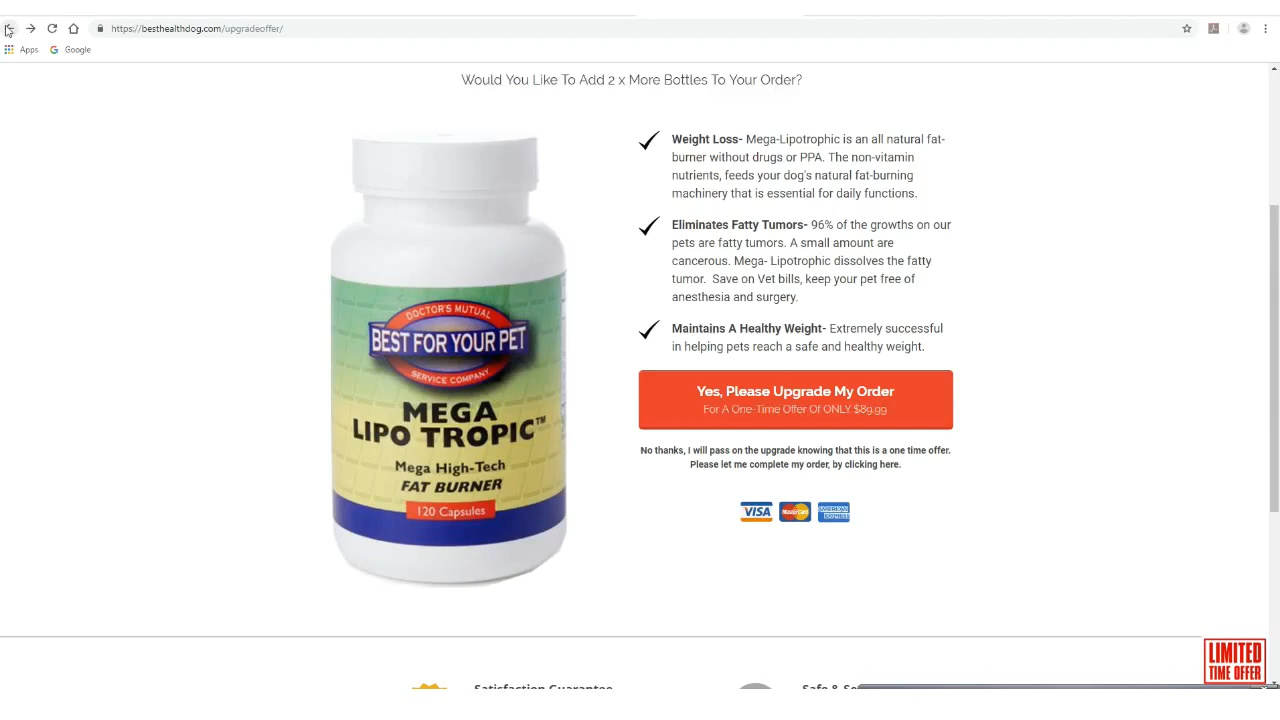 https://besthealthdog.com/upgradeoffer/
Apps
Google
Would You Like To Add 2 x More Bottles To Your Order?
Weight Loss- Mega-Lipotrophic is an all natural fat-
burner without drugs or PPA. The non-vitamin
nutrients, feeds your dog's natural fat-burning
machinery that is essential for daily functions.
Eliminates Fatty Tumors- 96% of the growths on our
pets are fatty tumors. A small amount are
cancerous. Mega- Lipotrophic dissolves the fatty
tumor.  Save on Vet bills, keep your pet free of
anesthesia and surgery.
Maintains A Healthy Weight- Extremely successful
in helping pets reach a safe and healthy weight.
Yes, Please Upgrade My Order
For A One-Time Offer Of ONLY $89.99
No thanks, I will pass on the upgrade knowing that this is a one time offer.
Please let me complete my order, by clicking here.
VISA
MasterCard
AMERICAN
EXPRESS
DOCTOR'S MUTUAL
BEST FOR YOUR PET
SERVICE COMPANY
MEGA
LIPO TROPIC™
Mega High-Tech
FAT BURNER
120 Capsules
LIMITED
TIME OFFER
Satisfaction Guarantee
Safe &